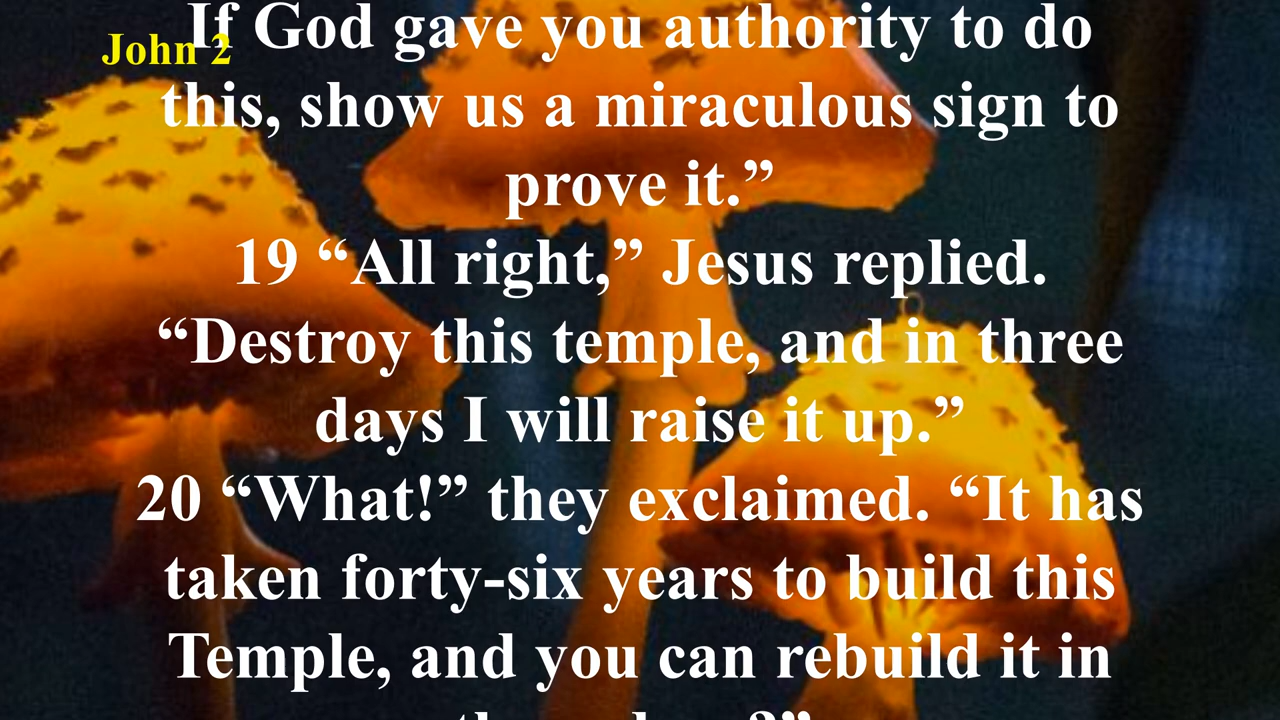 John 2
If God gave you authority to do
this, show us a miraculous sign to
prove it.”
19 “All right,” Jesus replied.
“Destroy this temple, and in three
days I will raise it up.”
20 “What!” they exclaimed. “It has
taken forty-six years to build this
Temple, and you can rebuild it in